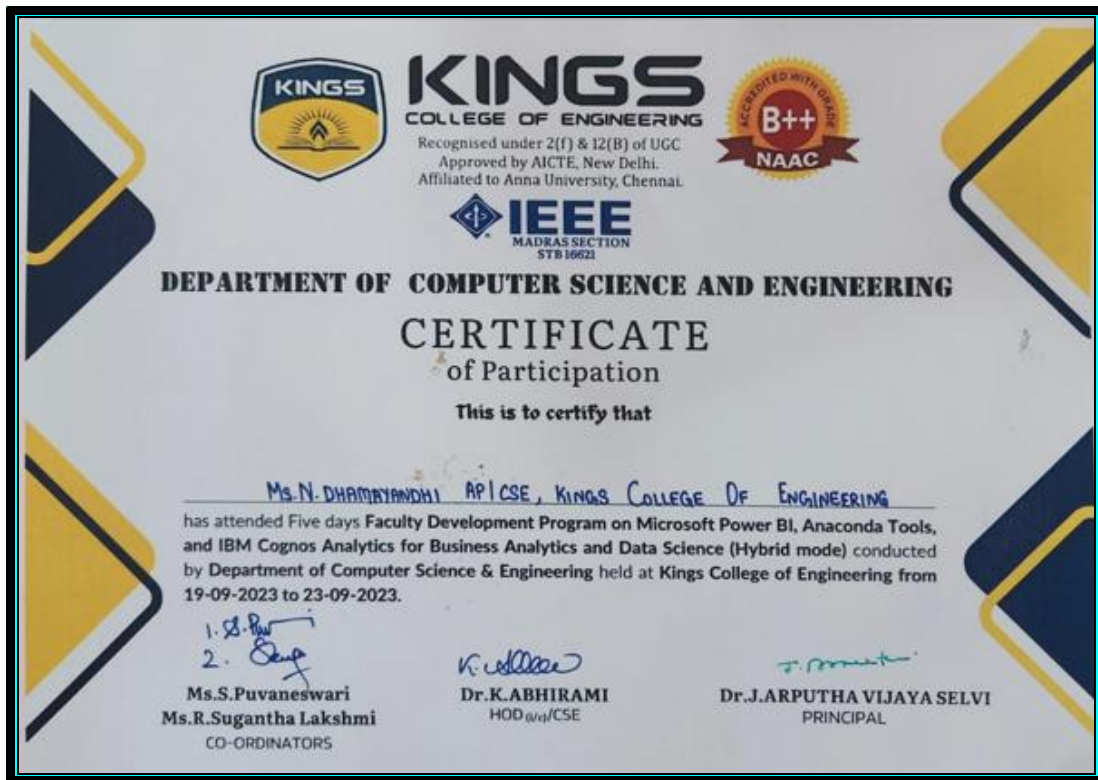 KINGS
KINGS
COLLEGE OF ENGINEERING
Recognised under 2(f) & 12(B) of UGC
Approved by AICTE, New Delhi.
Affiliated to Anna University, Chennai.
ACCREDITED WITH GRADE
B++
NAAC
IEEE
MADRAS SECTION
STB16621
DEPARTMENT OF COMPUTER SCIENCE AND ENGINEERING
CERTIFICATE
of Participation
This is to certify that
Ms.N.DHAMAYANDHI AP/CSE, KINGS COLLEGE OF ENGINEERING
has attended Five days Faculty Development Program on Microsoft Power BI, Anaconda Tools,
and IBM Cognos Analytics for Business Analytics and Data Science (Hybrid mode) conducted
by Department of Computer Science & Engineering held at Kings College of Engineering from
19-09-2023 to 23-09-2023.
1.
2.
Ms.S.Puvaneswari
Ms.R.Sugantha Lakshmi
CO-ORDINATORS
Dr.K.ABHIRAMI
HOD (i/c)/CSE
Dr.J.ARPUTHA VIJAYA SELVI
PRINCIPAL